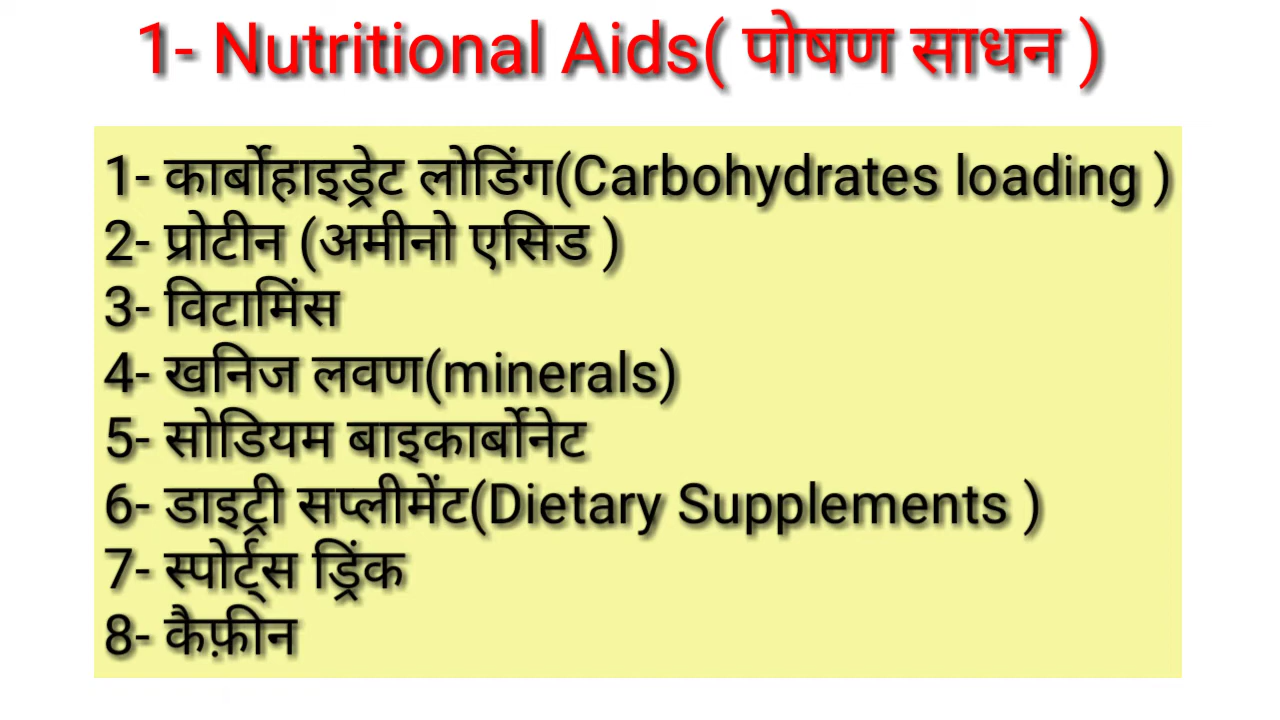 1- Nutritional Aids( पोषण साधन )
1- कार्बोहाइड्रेट लोडिंग(Carbohydrates loading )
2- प्रोटीन (अमीनो एसिड )
3- विटामिंस
4- खनिज लवण(minerals)
5- सोडियम बाइकार्बोनेट
6- डाइट्री सप्लीमेंट(Dietary Supplements )
7- स्पोर्ट्स ड्रिंक
8- कैफ़ीन